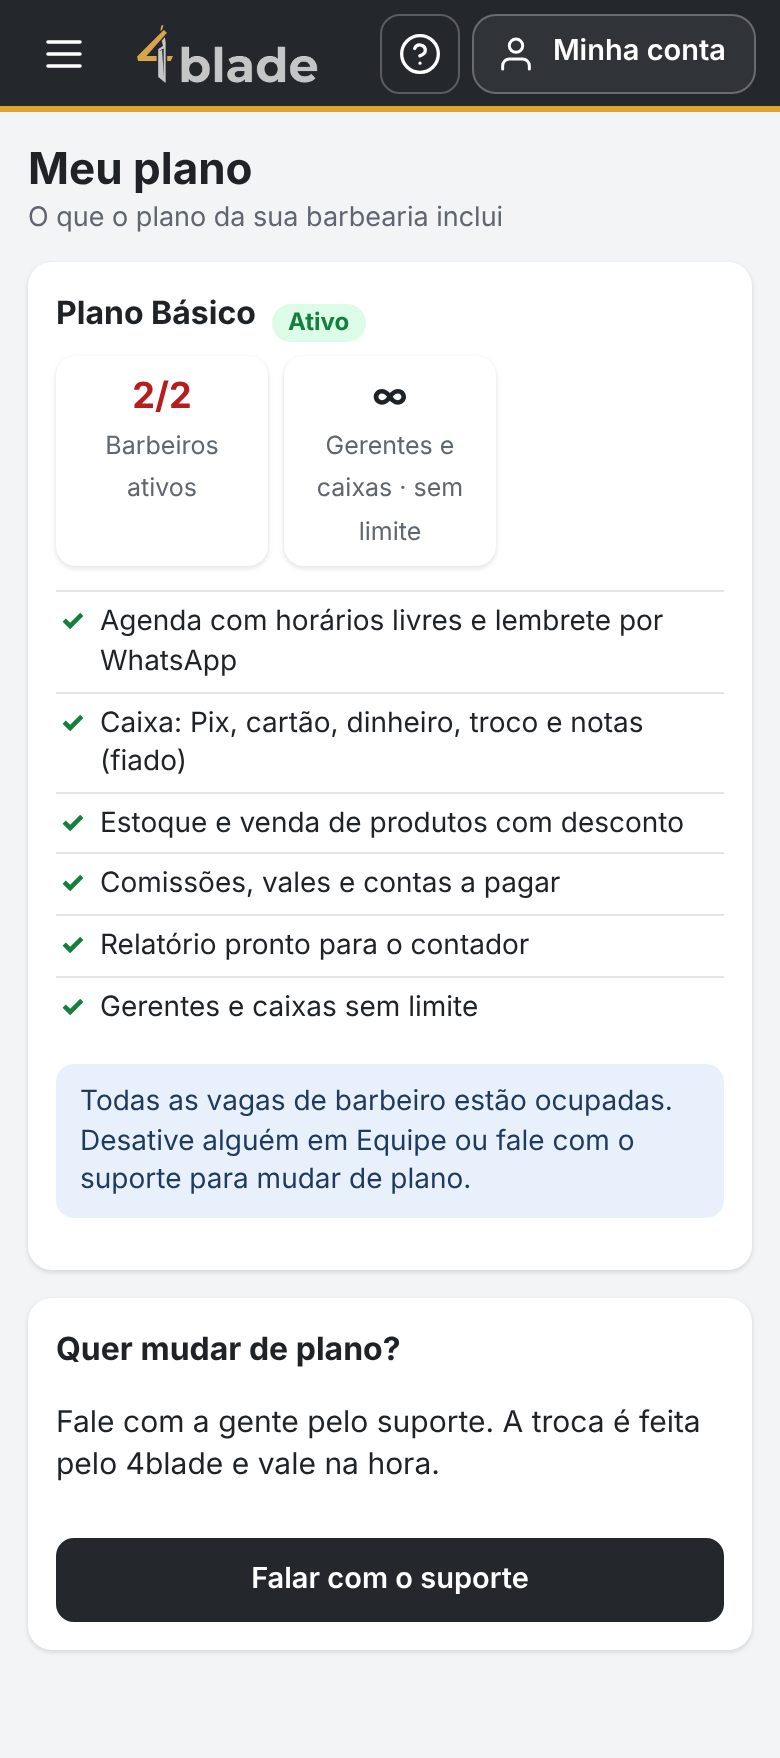 4blade
Minha conta
Meu plano
O que o plano da sua barbearia inclui
Plano Básico
Ativo
2/2
Barbeiros
ativos
∞
Gerentes e
caixas · sem
limite
Agenda com horários livres e lembrete por
WhatsApp
Caixa: Pix, cartão, dinheiro, troco e notas
(fiado)
Estoque e venda de produtos com desconto
Comissões, vales e contas a pagar
Relatório pronto para o contador
Gerentes e caixas sem limite
Todas as vagas de barbeiro estão ocupadas.
Desative alguém em Equipe ou fale com o
suporte para mudar de plano.
Quer mudar de plano?
Fale com a gente pelo suporte. A troca é feita
pelo 4blade e vale na hora.
Falar com o suporte